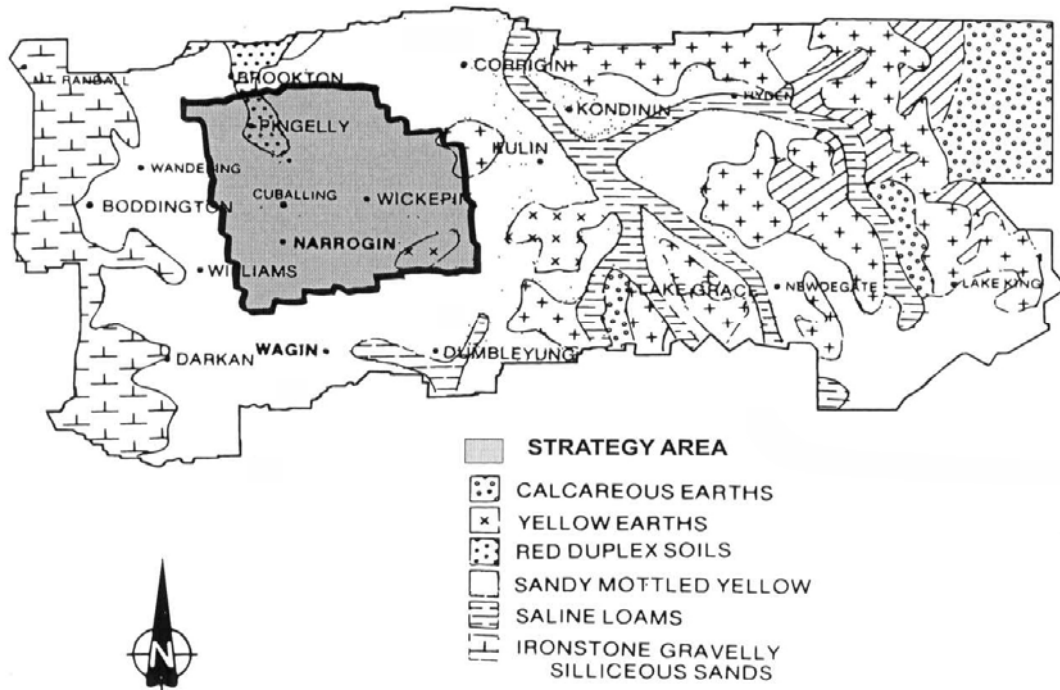 MT. RANDALL
BROOKTON
CORRIGIN
HYDEN
KONDININ
PINGELLY
KULIN
WANDERING
CUBALLING
WICKEPIN
BODDINGTON
NARROGIN
WILLIAMS
LAKE GRACE
NEWDEGATE
LAKE KING
WAGIN
DUMBLEYUNG
DARKAN
STRATEGY AREA
CALCAREOUS EARTHS
YELLOW EARTHS
RED DUPLEX SOILS
SANDY MOTTLED YELLOW
SALINE LOAMS
IRONSTONE GRAVELLY
SILLICEOUS SANDS
N